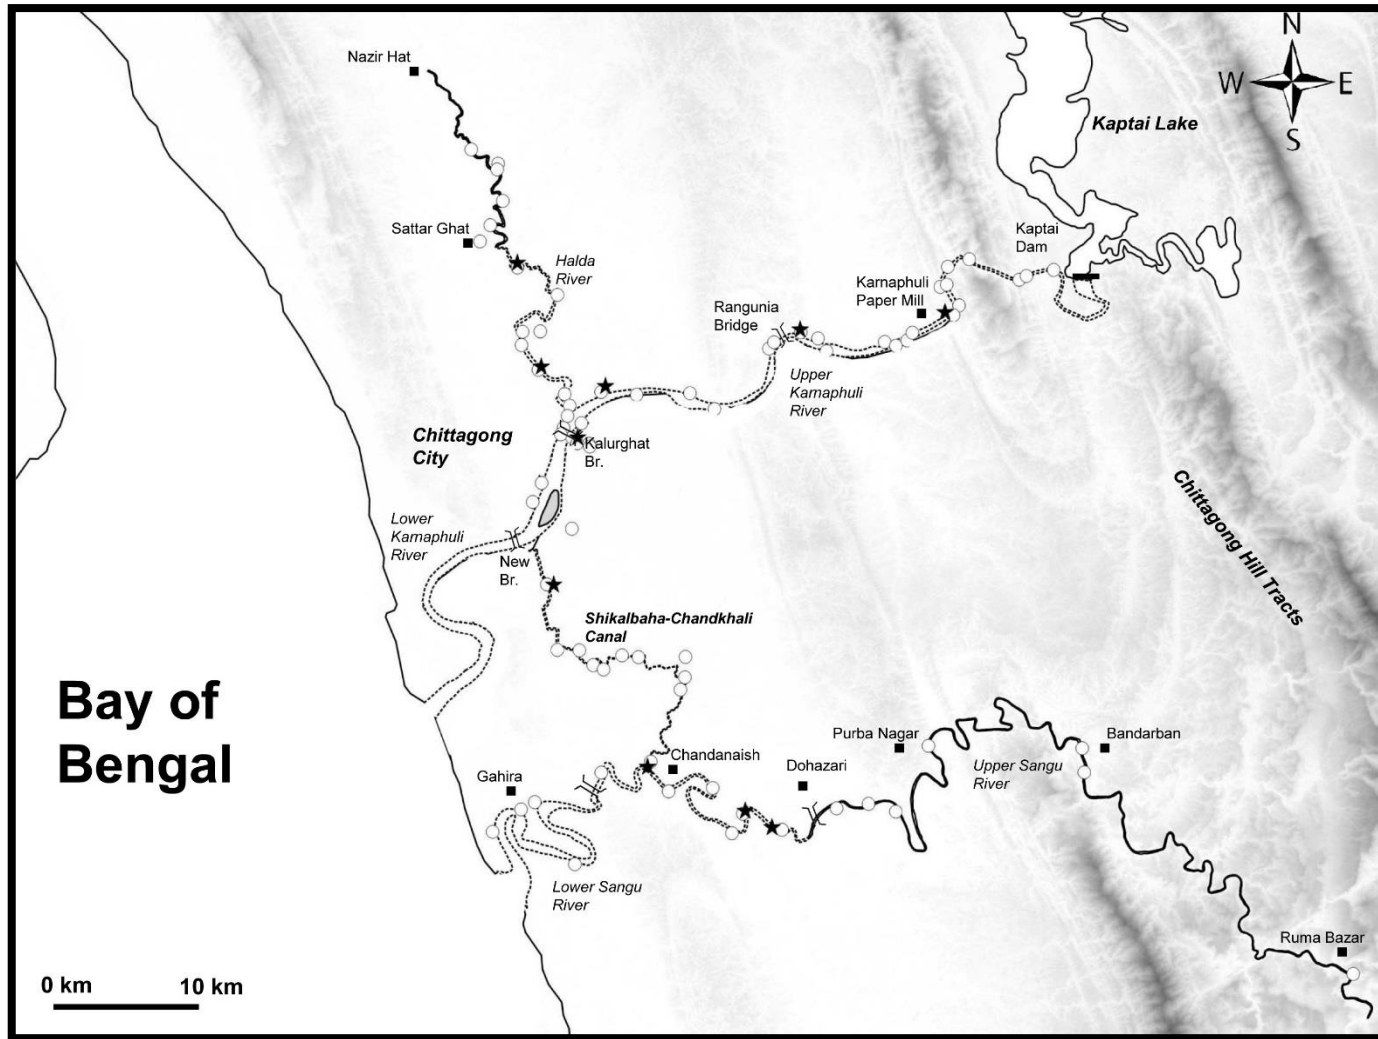 N
W
E
S
Nazir Hat
Kaptai Lake
Sattar Ghat
Halda
River
Kaptai
Dam
Karnaphuli
Paper Mill
Rangunia
Bridge
Upper
Karnaphuli
River
Chittagong
City
Kalurghat
Br.
Chittagong Hill Tracts
Lower
Karnaphuli
River
New
Br.
Shikalbaha-Chandkhali
Canal
Bay of
Bengal
Purba Nagar
Bandarban
Chandanaish
Dohazari
Upper Sangu
River
Gahira
Lower Sangu
River
Ruma Bazar
0 km
10 km